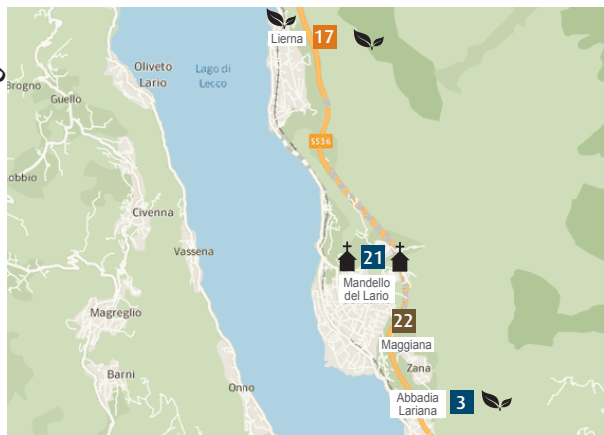 Lierna
17
Oliveto
Lario
Lago di
Lecco
Brogno
Guello
SS36
Civenna
Vassena
21
Mandello
del Lario
Magreglio
22
Maggiana
Zana
Barni
Onno
Abbadia
Lariana
3